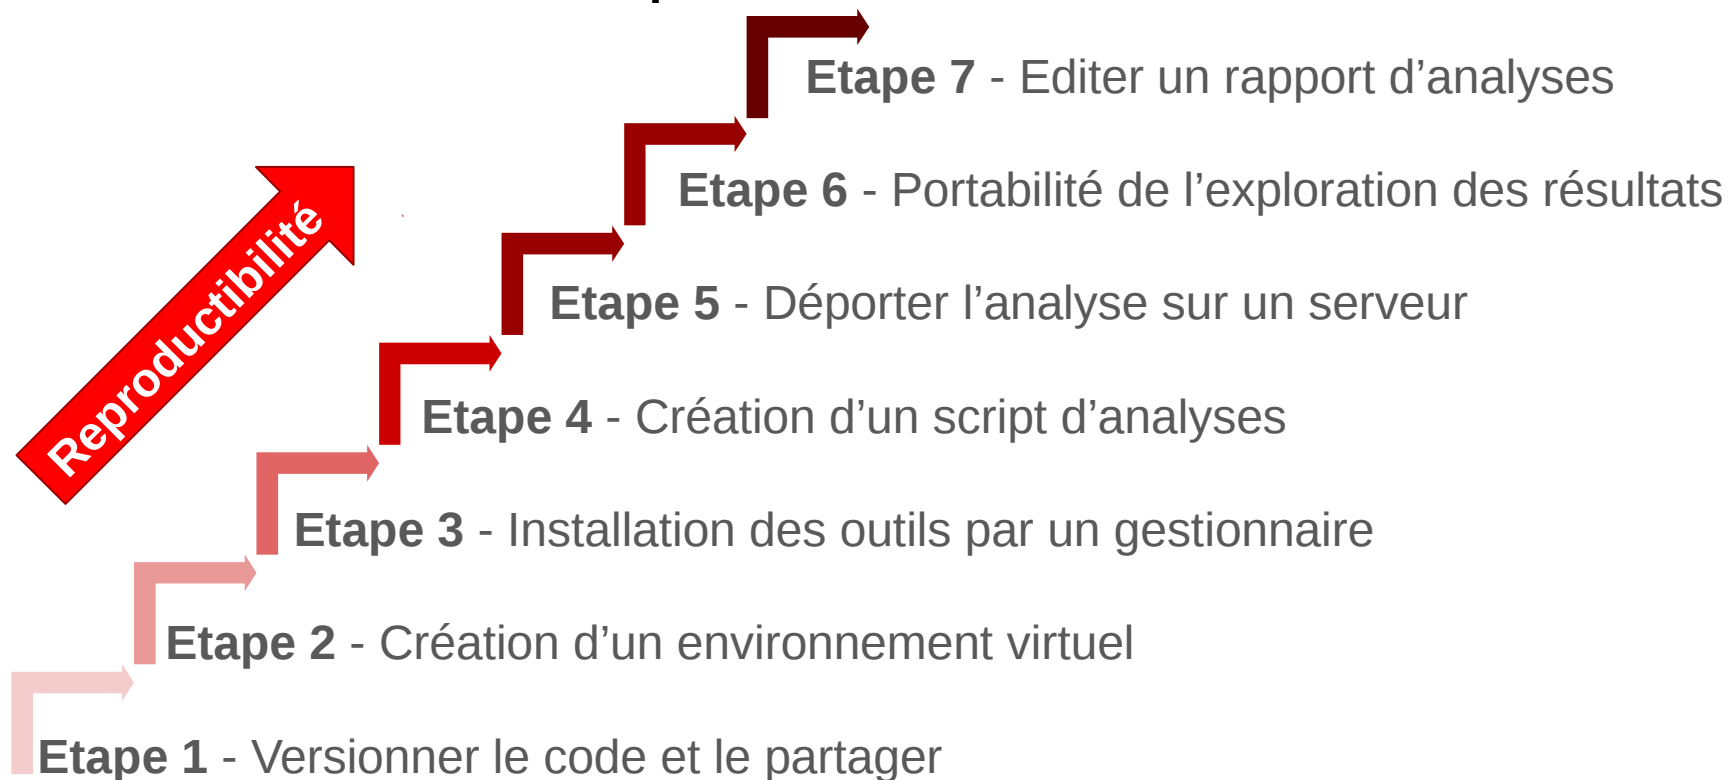 Etape 7 - Editer un rapport d’analyses
Etape 6 - Portabilité de l’exploration des résultats
Reproductibilité
Etape 5 - Déporter l’analyse sur un serveur
Etape 4 - Création d’un script d’analyses
Etape 3 - Installation des outils par un gestionnaire
Etape 2 - Création d’un environnement virtuel
Etape 1 - Versionner le code et le partager